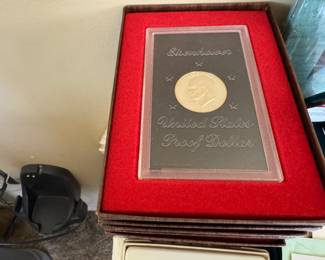 Eisenhower
United States
Proof Dollar